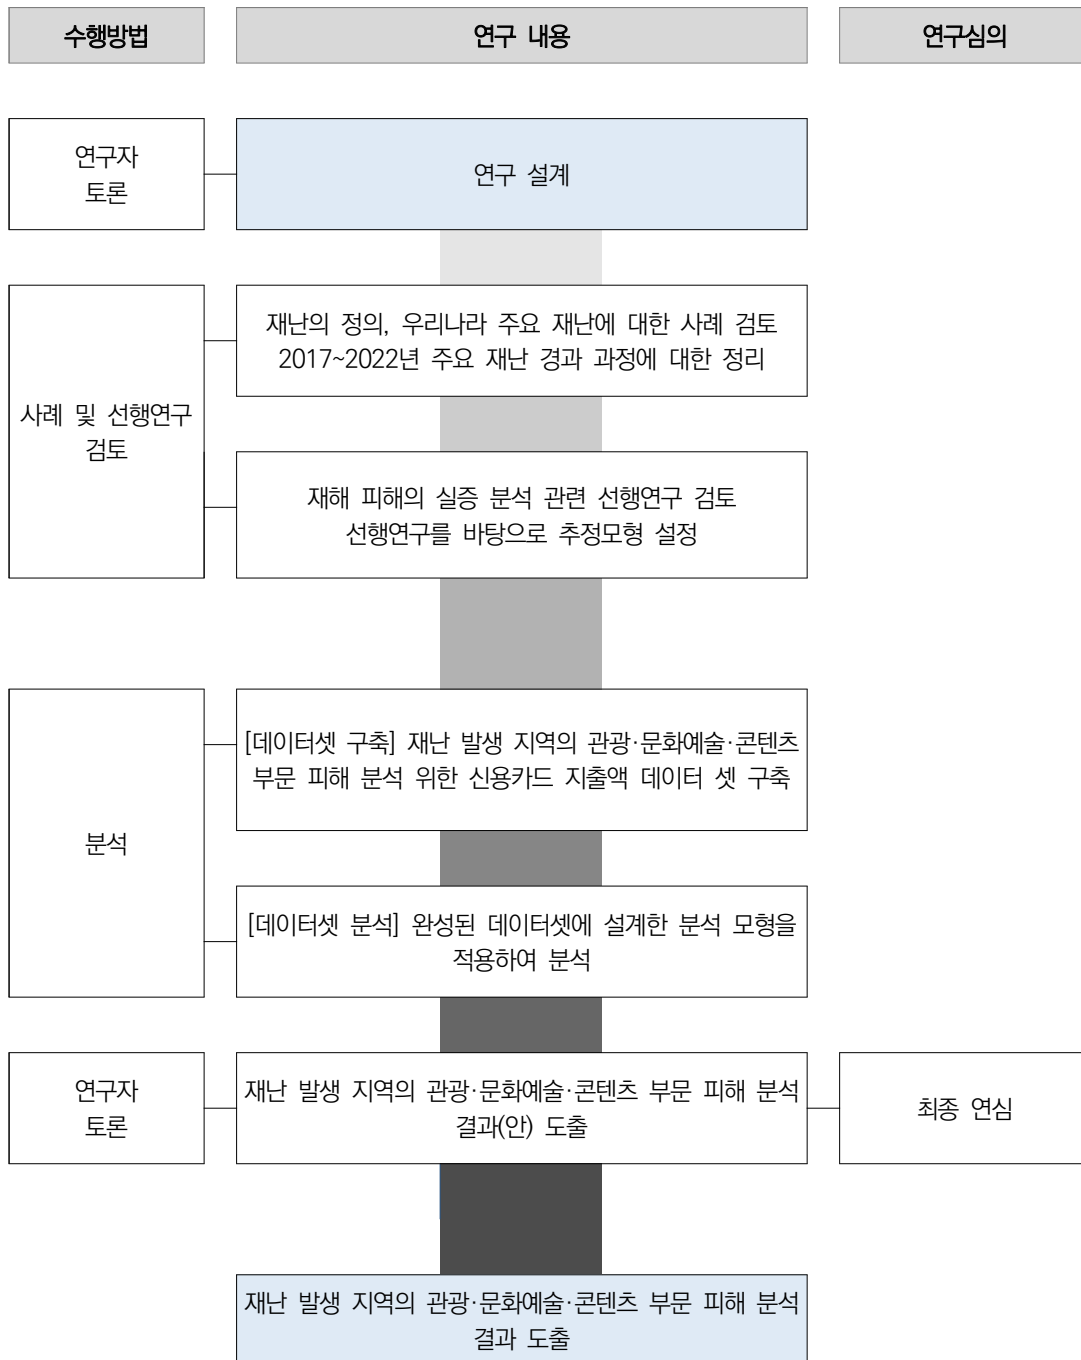 수행방법
연구 내용
연구심의
연구자
토론
연구 설계
사례 및 선행연구
검토
재난의 정의, 우리나라 주요 재난에 대한 사례 검토
2017~2022년 주요 재난 경과 과정에 대한 정리
재해 피해의 실증 분석 관련 선행연구 검토
선행연구를 바탕으로 추정모형 설정
분석
[데이터셋 구축] 재난 발생 지역의 관광·문화예술·콘텐츠
부문 피해 분석 위한 신용카드 지출액 데이터 셋 구축
[데이터셋 분석] 완성된 데이터셋에 설계한 분석 모형을
적용하여 분석
연구자
토론
재난 발생 지역의 관광·문화예술·콘텐츠 부문 피해 분석
결과(안) 도출
최종 연심
재난 발생 지역의 관광·문화예술·콘텐츠 부문 피해 분석
결과 도출